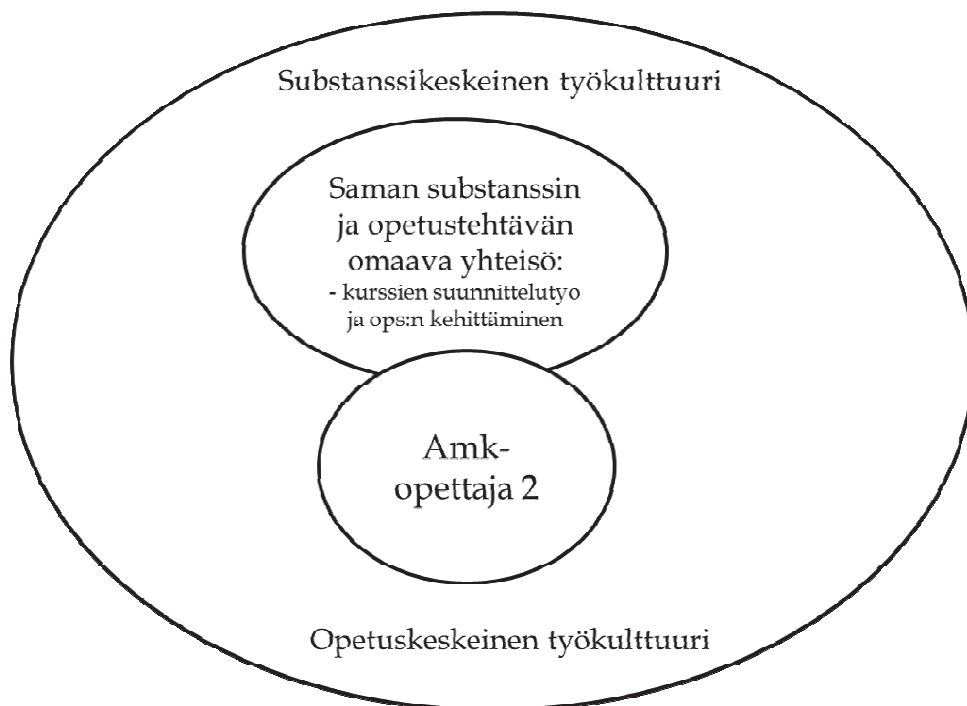 Substanssikeskeinen työkulttuuri
Saman substanssin
ja opetustehtävän
omaava yhteisö:
- kurssien suunnittelutyo
ja ops:n kehittäminen
Amk-
opettaja 2
Opetuskeskeinen työkulttuuri